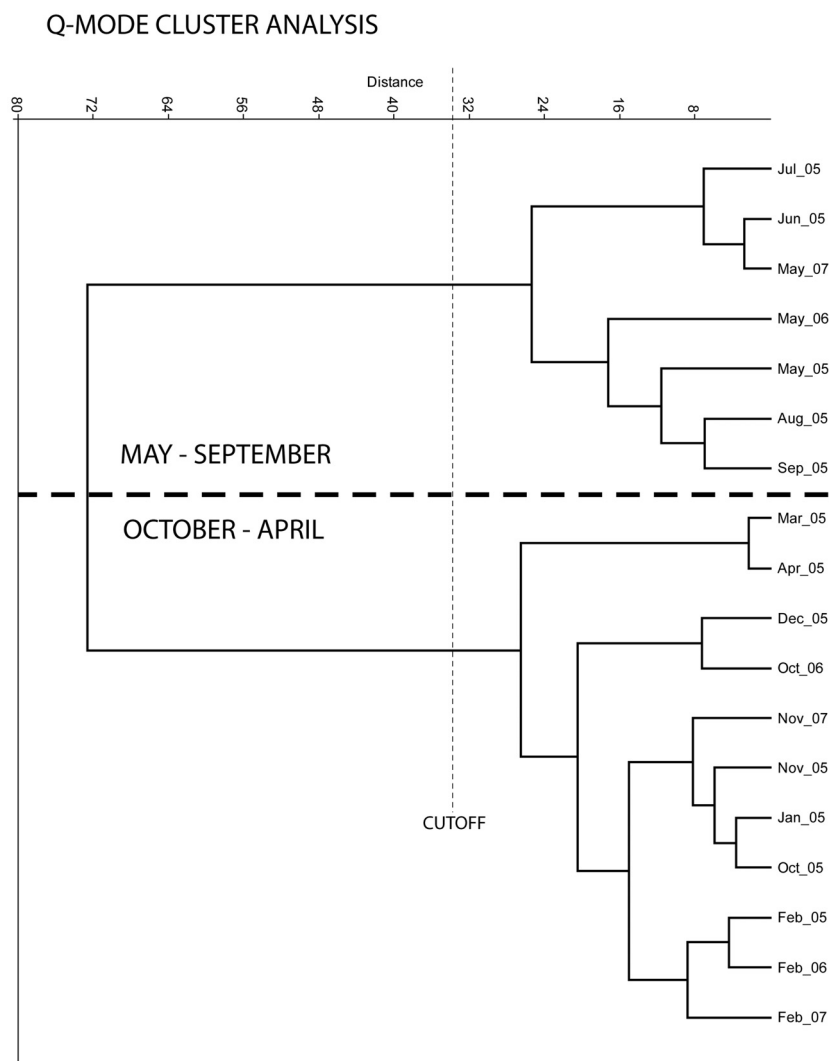 Q-MODE CLUSTER ANALYSIS
Distance
80 72 64 56 48 40 32 24 16 8
Jul_05
Jun_05
May_07
May_06
May_05
Aug_05
MAY - SEPTEMBER
Sep_05
Mar_05
OCTOBER - APRIL
Apr_05
Dec_05
Oct_06
Nov_07
Nov_05
Jan_05
CUTOFF
Oct_05
Feb_05
Feb_06
Feb_07